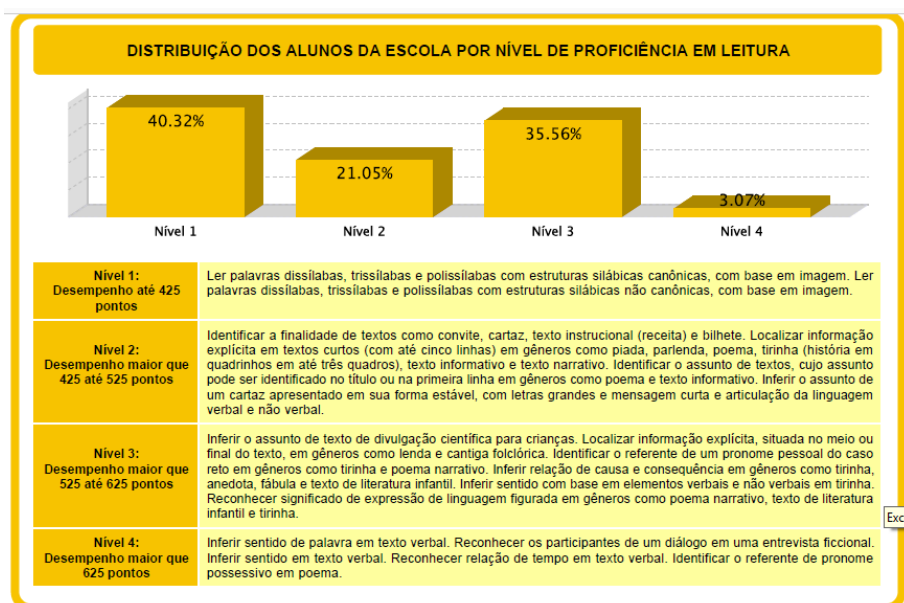 DISTRIBUIÇÃO DOS ALUNOS DA ESCOLA POR NÍVEL DE PROFICIÊNCIA EM LEITURA
40.32%
21.05%
35.56%
3.07%
Nível 1
Nível 2
Nível 3
Nível 4
Nível 1:
Desempenho até 425
pontos
Ler palavras dissílabas, trissílabas e polissílabas com estruturas silábicas canônicas, com base em imagem. Ler
palavras dissílabas, trissílabas e polissílabas com estruturas silábicas não canônicas, com base em imagem.
Nível 2:
Desempenho maior que
425 até 525 pontos
Identificar a finalidade de textos como convite, cartaz, texto instrucional (receita) e bilhete. Localizar informação
explícita em textos curtos (com até cinco linhas) em gêneros como piada, parlenda, poema, tirinha (história em
quadrinhos em até três quadros), texto informativo e texto narrativo. Identificar o assunto de textos, cujo assunto
pode ser identificado no título ou na primeira linha em gêneros como poema e texto informativo. Inferir o assunto de
um cartaz apresentado em sua forma estável, com letras grandes e mensagem curta e articulação da linguagem
verbal e não verbal.
Nível 3:
Desempenho maior que
525 até 625 pontos
Inferir o assunto de texto de divulgação científica para crianças. Localizar informação explícita, situada no meio ou
final do texto, em gêneros como lenda e cantiga folclórica. Identificar o referente de um pronome pessoal do caso
reto em gêneros como tirinha e poema narrativo. Inferir relação de causa e consequência em gêneros como tirinha,
anedota, fábula e texto de literatura infantil. Inferir sentido com base em elementos verbais e não verbais em tirinha.
Reconhecer significado de expressão de linguagem figurada em gêneros como poema narrativo, texto de literatura
infantil e tirinha.
Exc
Nível 4:
Desempenho maior que
625 pontos
Inferir sentido de palavra em texto verbal. Reconhecer os participantes de um diálogo em uma entrevista ficcional.
Inferir sentido em texto verbal. Reconhecer relação de tempo em texto verbal. Identificar o referente de pronome
possessivo em poema.